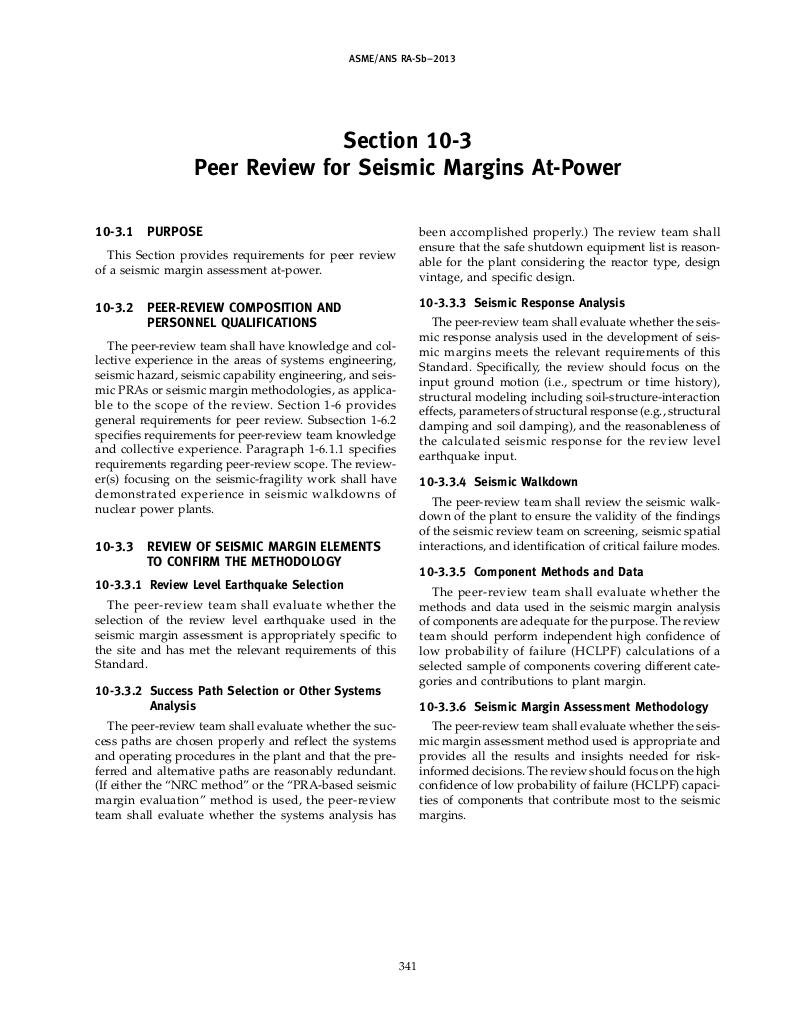 ASME/ANS RA-Sb–2013
Section 10-3
Peer Review for Seismic Margins At-Power
10-3.1 PURPOSE
This Section provides requirements for peer review
of a seismic margin assessment at-power.
10-3.2 PEER-REVIEW COMPOSITION AND
PERSONNEL QUALIFICATIONS
The peer-review team shall have knowledge and col-
lective experience in the areas of systems engineering,
seismic hazard, seismic capability engineering, and seis-
mic PRAs or seismic margin methodologies, as applica-
ble to the scope of the review. Section 1-6 provides
general requirements for peer review. Subsection 1-6.2
specifies requirements for peer-review team knowledge
and collective experience. Paragraph 1-6.1.1 specifies
requirements regarding peer-review scope. The review-
er(s) focusing on the seismic-fragility work shall have
demonstrated experience in seismic walkdowns of
nuclear power plants.
10-3.3 REVIEW OF SEISMIC MARGIN ELEMENTS
TO CONFIRM THE METHODOLOGY
10-3.3.1 Review Level Earthquake Selection
The peer-review team shall evaluate whether the
selection of the review level earthquake used in the
seismic margin assessment is appropriately specific to
the site and has met the relevant requirements of this
Standard.
10-3.3.2 Success Path Selection or Other Systems
Analysis
The peer-review team shall evaluate whether the suc-
cess paths are chosen properly and reflect the systems
and operating procedures in the plant and that the pre-
ferred and alternative paths are reasonably redundant.
(If either the “NRC method” or the “PRA-based seismic
margin evaluation” method is used, the peer-review
team shall evaluate whether the systems analysis has
been accomplished properly.) The review team shall
ensure that the safe shutdown equipment list is reason-
able for the plant considering the reactor type, design
vintage, and specific design.
10-3.3.3 Seismic Response Analysis
The peer-review team shall evaluate whether the seis-
mic response analysis used in the development of seis-
mic margins meets the relevant requirements of this
Standard. Specifically, the review should focus on the
input ground motion (i.e., spectrum or time history),
structural modeling including soil-structure-interaction
effects, parameters of structural response (e.g., structural
damping and soil damping), and the reasonableness of
the calculated seismic response for the review level
earthquake input.
10-3.3.4 Seismic Walkdown
The peer-review team shall review the seismic walk-
down of the plant to ensure the validity of the findings
of the seismic review team on screening, seismic spatial
interactions, and identification of critical failure modes.
10-3.3.5 Component Methods and Data
The peer-review team shall evaluate whether the
methods and data used in the seismic margin analysis
of components are adequate for the purpose. The review
team should perform independent high confidence of
low probability of failure (HCLPF) calculations of a
selected sample of components covering different cate-
gories and contributions to plant margin.
10-3.3.6 Seismic Margin Assessment Methodology
The peer-review team shall evaluate whether the seis-
mic margin assessment method used is appropriate and
provides all the results and insights needed for risk-
informed decisions. The review should focus on the high
confidence of low probability of failure (HCLPF) capaci-
ties of components that contribute most to the seismic
margins.
341